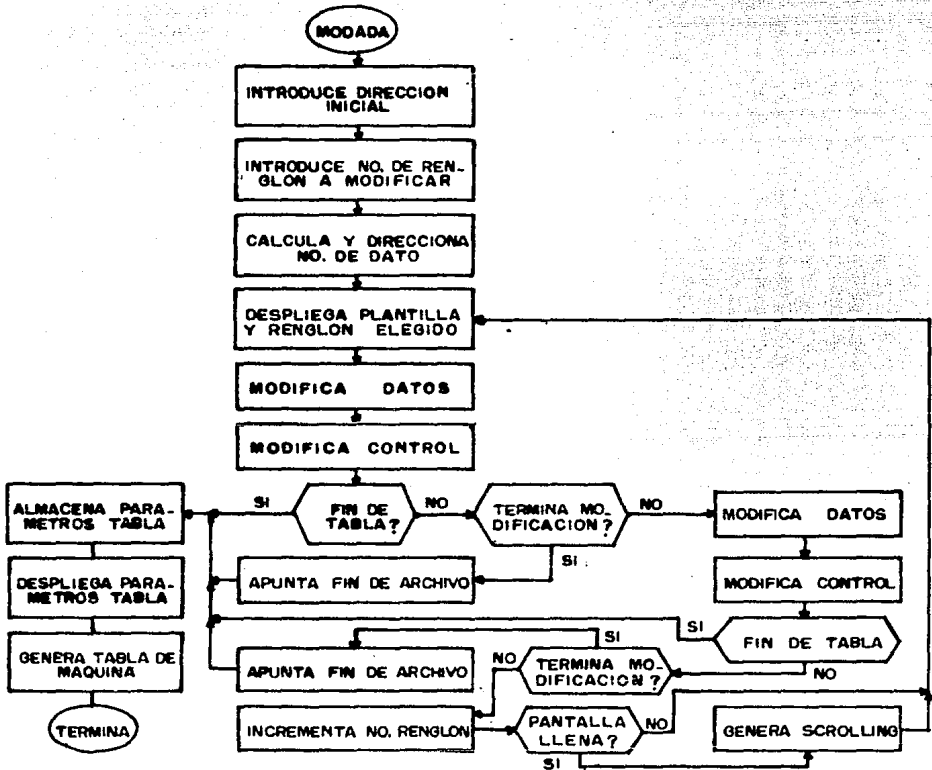 MODADA
INTRODUCE DIRECCION
INICIAL
INTRODUCE NO. DE REN-
GLON A MODIFICAR
CALCULA Y DIRECCIONA
NO. DE DATO
DESPLIEGA PLANTILLA
Y RENGLON ELEGIDO
MODIFICA DATOS
MODIFICA CONTROL
ALMACENA PARA-
METROS TABLA
SI
FIN DE
TABLA?
NO
TERMINA MO_
DIFICACION?
NO
MODIFICA DATOS
SI
DESPLIEGA PARA-
METROS TABLA
APUNTA FIN DE ARCHIVO
MODIFICA CONTROL
SI
FIN DE TABLA
NO
GENERA TABLA DE
MAQUINA
APUNTA FIN DE ARCHIVO
SI
NO
TERMINA MO_
DIFICACION?
TERMINA
INCREMENTA NO. RENGLON
PANTALLA
LLENA?
NO
GENERA SCROLLING
SI